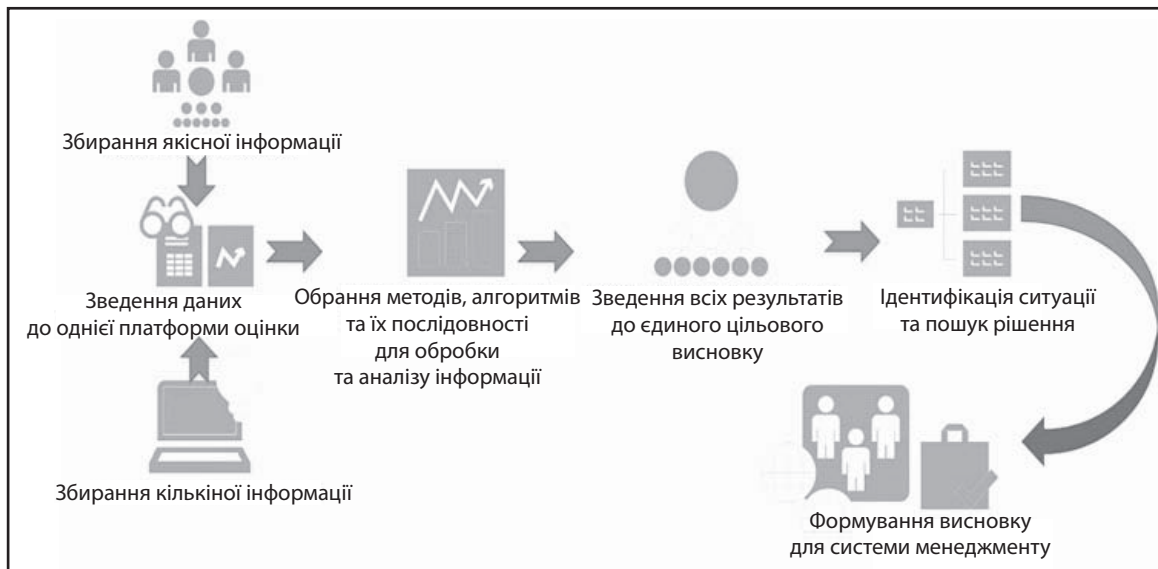 Збирання якісної інформації
Зведення даних
до однієї платформи оцінки
Збирання кількіної інформації
Обрання методів, алгоритмів
та їх послідовності
для обробки
та аналізу інформації
Зведення всіх результатів
до єдиного цільового
висновку
Ідентифікація ситуації
та пошук рішення
Формування висновку
для системи менеджменту